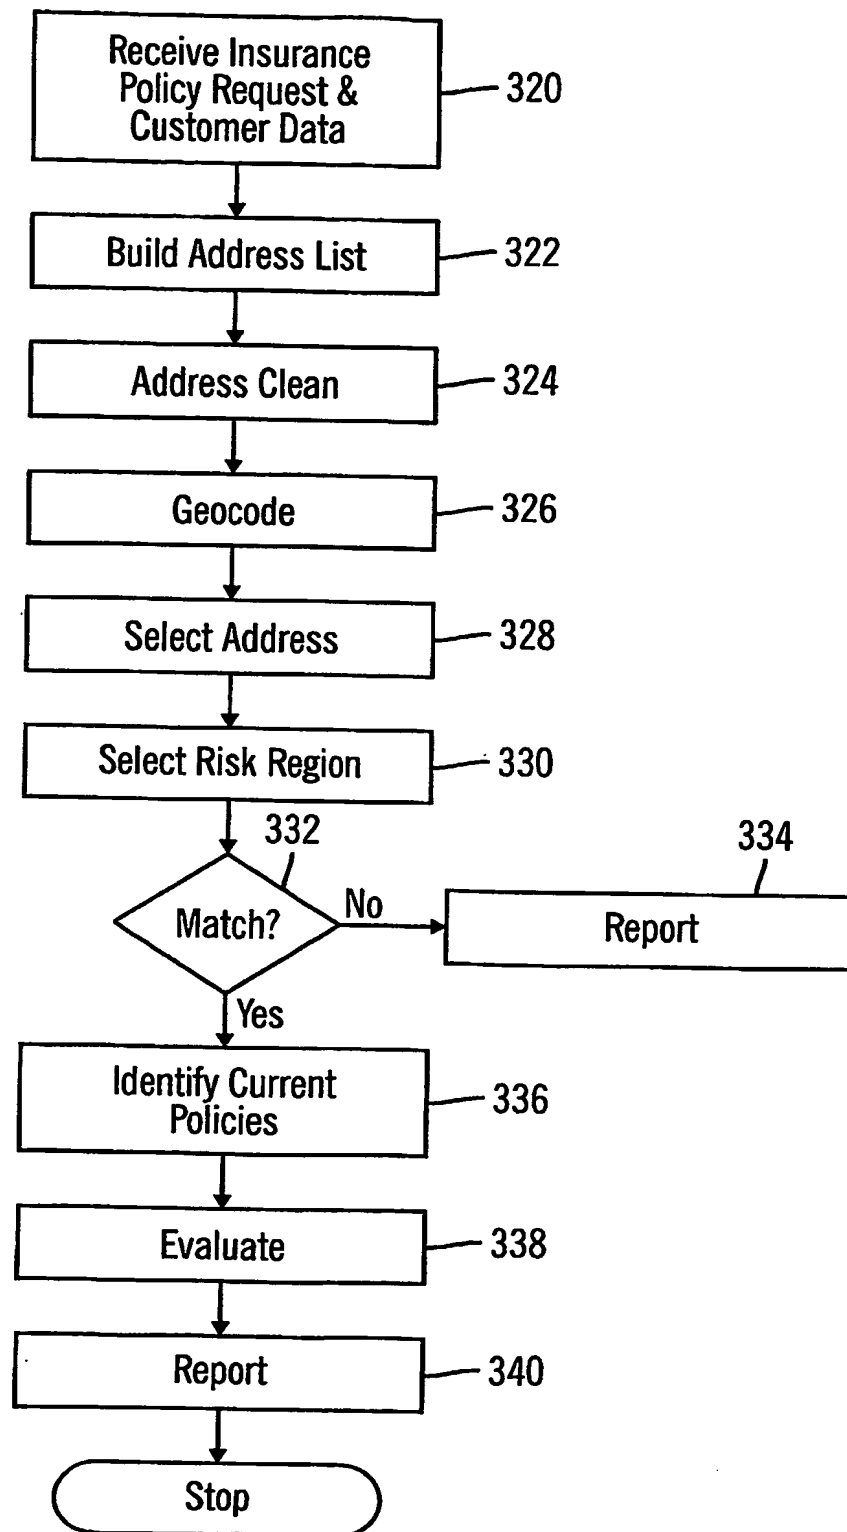 Receive Insurance
Policy Request &
Customer Data
320
Build Address List
322
Address Clean
324
Geocode
326
Select Address
328
Select Risk Region
330
332
334
Match?
No
Report
Yes
Identify Current
Policies
336
Evaluate
338
Report
340
Stop